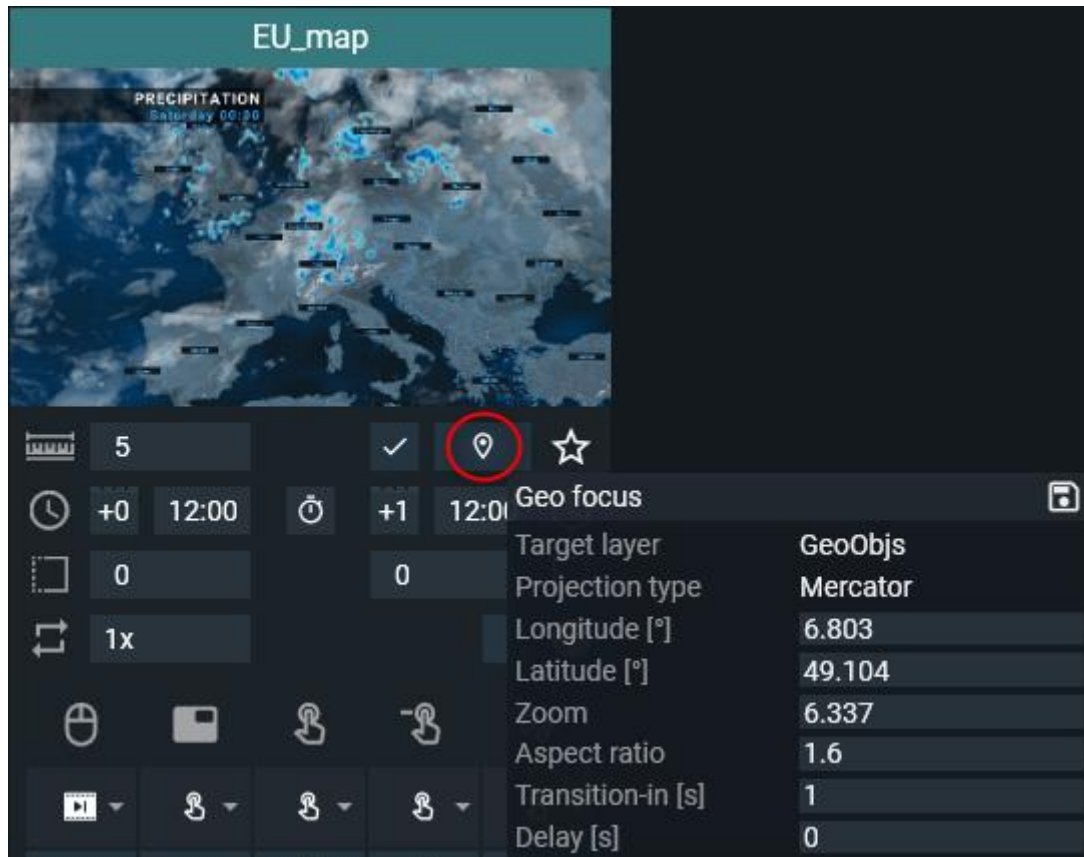 EU_map
PRECIPITATION
Saturday 00:00
5
+0 12:00 +1 12:00
Geo focus
Target layer GeoObjs
0 0
Projection type Mercator
Longitude [°] 6.803
1x
Latitude [°] 49.104
Zoom 6.337
Aspect ratio 1.6
Transition-in [s] 1
Delay [s] 0